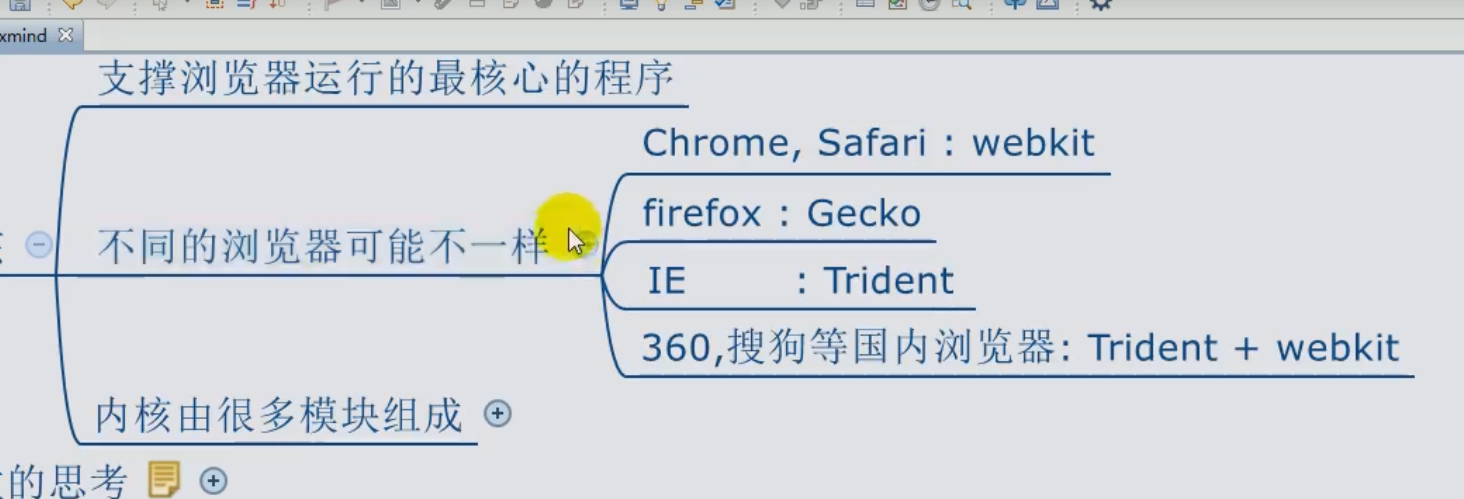 xmind
支撑浏览器运行的最核心的程序
Chrome, Safari : webkit
firefox : Gecko
不同的浏览器可能不一样
IE : Trident
360,搜狗等国内浏览器: Trident + webkit
内核由很多模块组成
的思考